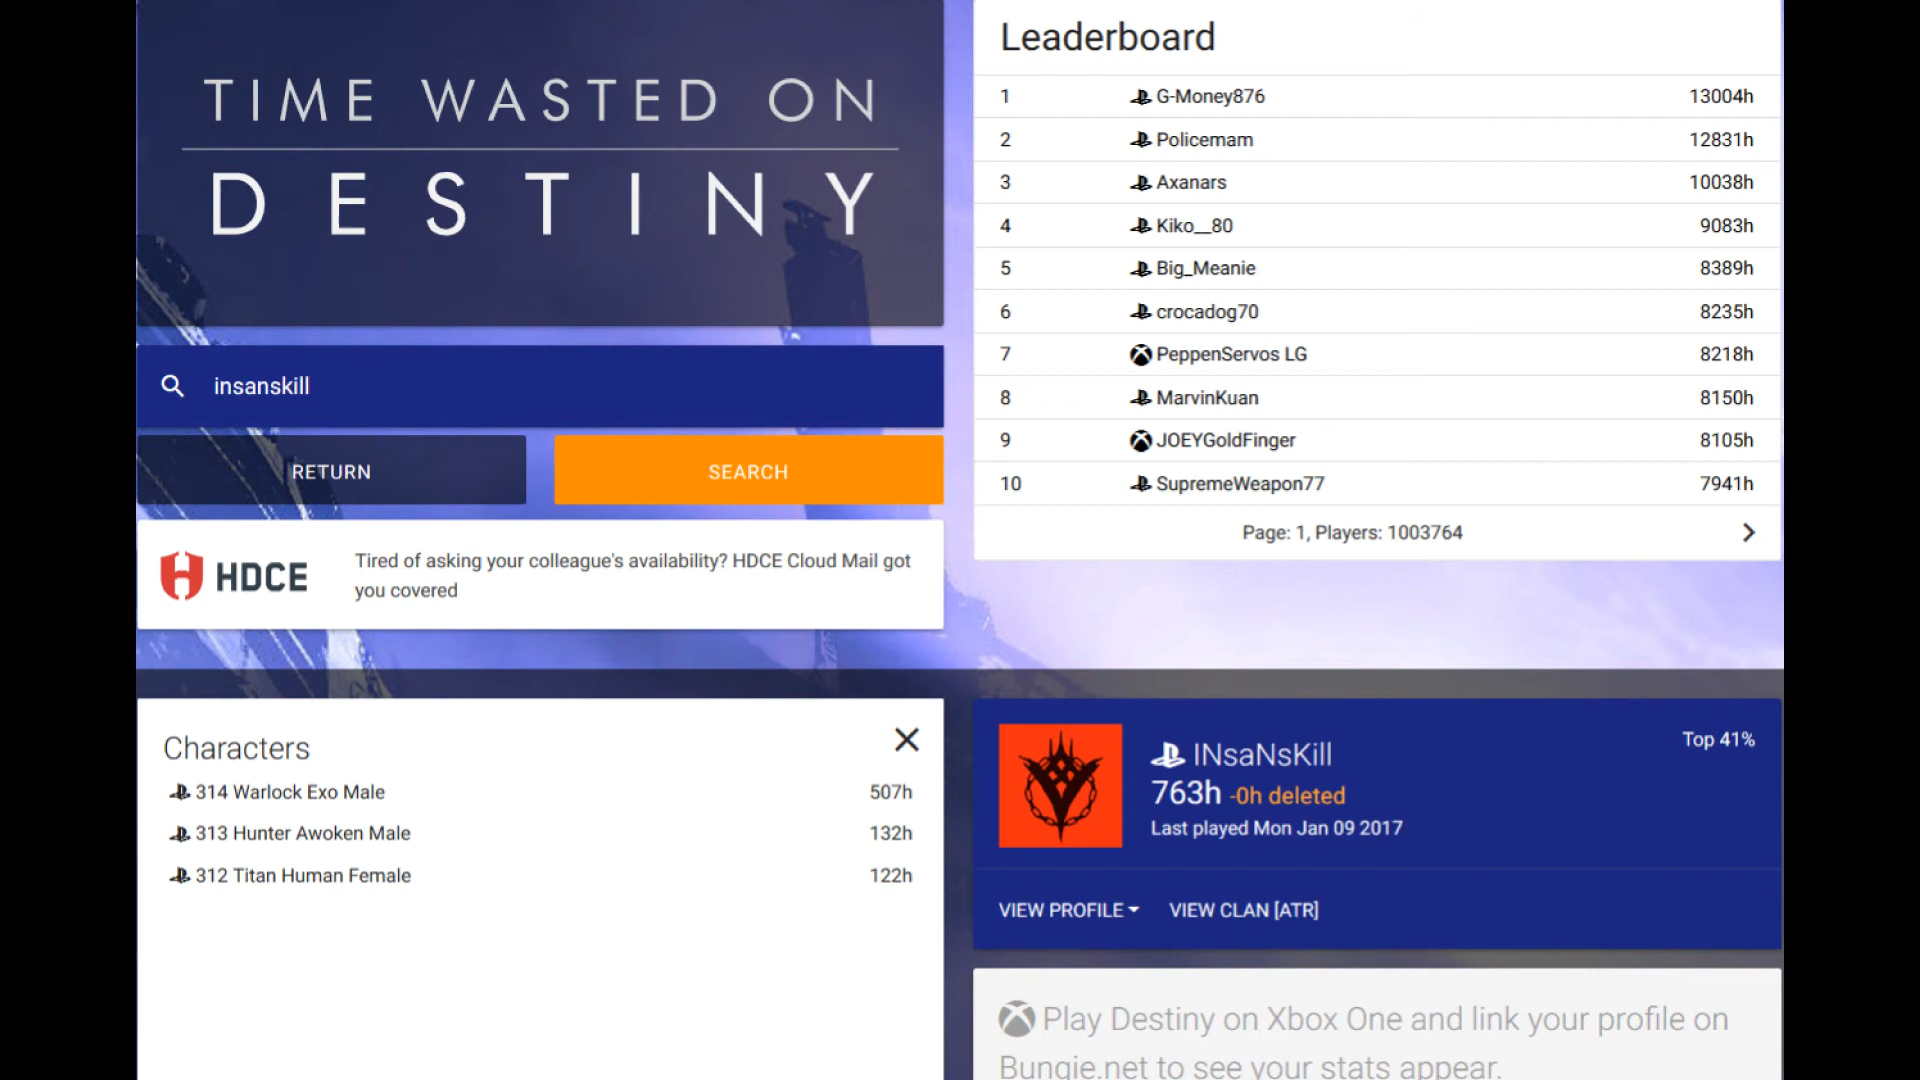 TIME WASTED ON
DESTINY
insanskill
RETURN
SEARCH
HDCE
Tired of asking your colleague's availability? HDCE Cloud Mail got
you covered
Leaderboard
1 G-Money876 13004h
2 Policemam 12831h
3 Axanars 10038h
4 Kiko__80 9083h
5 Big_Meanie 8389h
6 crocadog70 8235h
7 PeppenServos LG 8218h
8 MarvinKuan 8150h
9 JOEYGoldFinger 8105h
10 SupremeWeapon77 7941h
Page: 1, Players: 1003764
Characters
314 Warlock Exo Male 507h
313 Hunter Awoken Male 132h
312 Titan Human Female 122h
INsaNsKill
Top 41%
763h -0h deleted
Last played Mon Jan 09 2017
VIEW PROFILE VIEW CLAN [ATR]
Play Destiny on Xbox One and link your profile on
Bungie.net to see your stats appear.